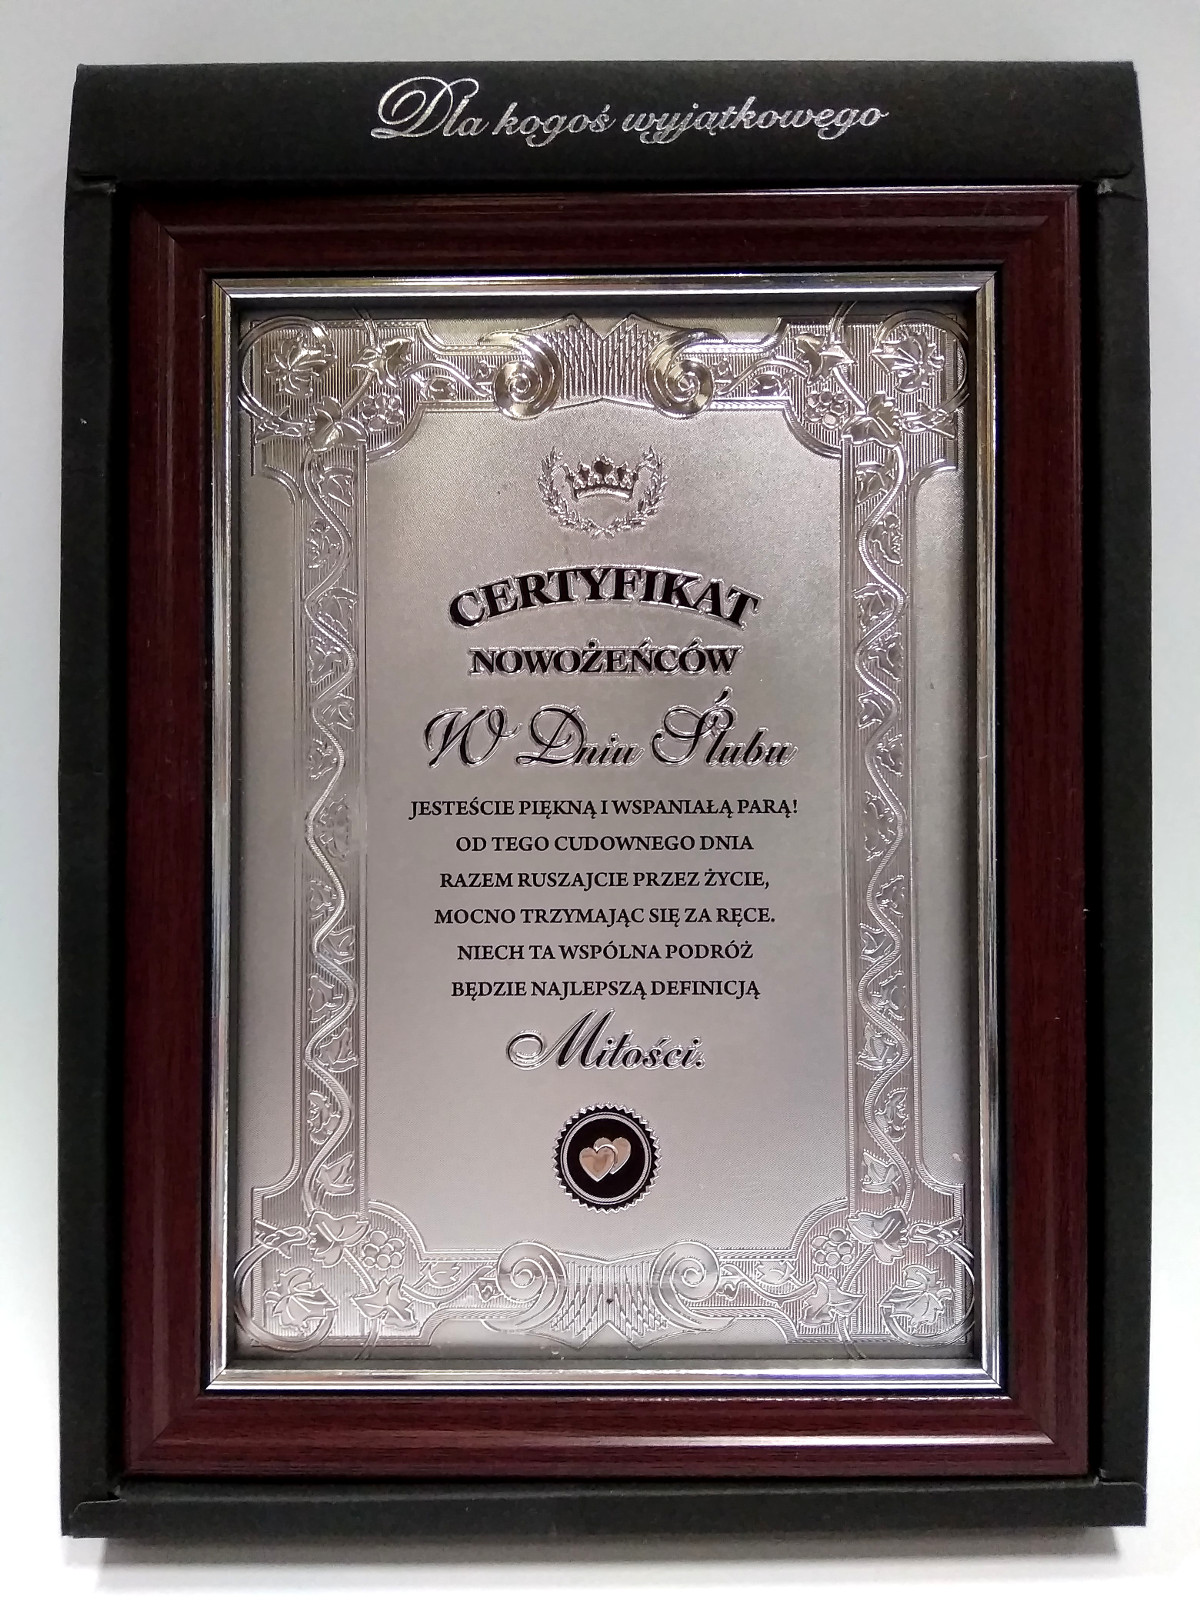 Dla kogoś wyjątkowego
CERTYFIKAT
NOWOŻEŃCÓW
W Dniu Ślubu
JESTEŚCIE PIĘKNĄ I WSPANIAŁĄ PARĄ!
OD TEGO CUDOWNEGO DNIA
RAZEM RUSZAJCIE PRZEZ ŻYCIE,
MOCNO TRZYMAJĄC SIĘ ZA RĘCE.
NIECH TA WSPÓLNA PODRÓŻ
BĘDZIE NAJLEPSZĄ DEFINICJĄ
Miłości.